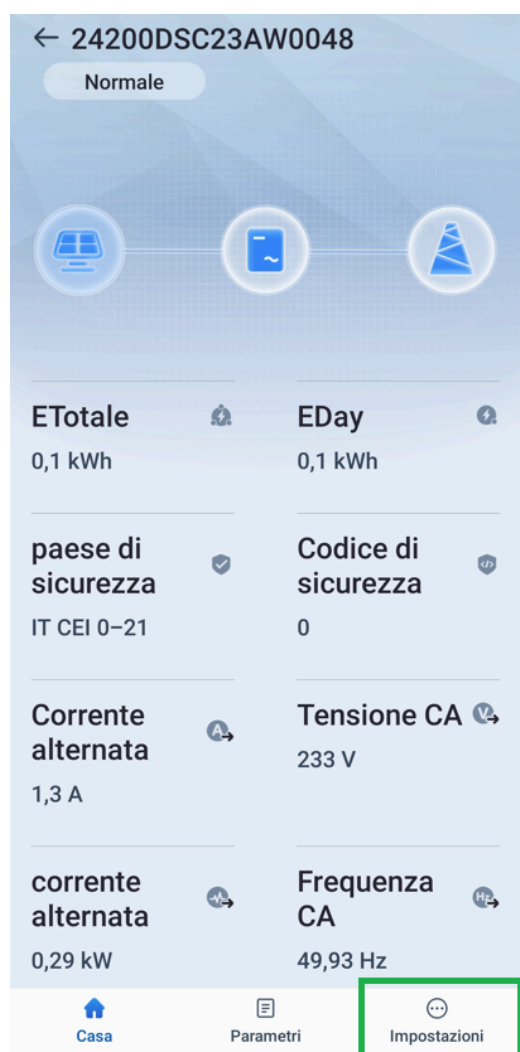 ← 24200DSC23AW0048
Normale
ETotale
EDay
0,1 kWh
0,1 kWh
paese di
sicurezza
Codice di
sicurezza
IT CEI 0–21
0
Corrente
alternata
Tensione CA
1,3 A
233 V
corrente
alternata
Frequenza
CA
0,29 kW
49,93 Hz
Casa
Parametri
Impostazioni